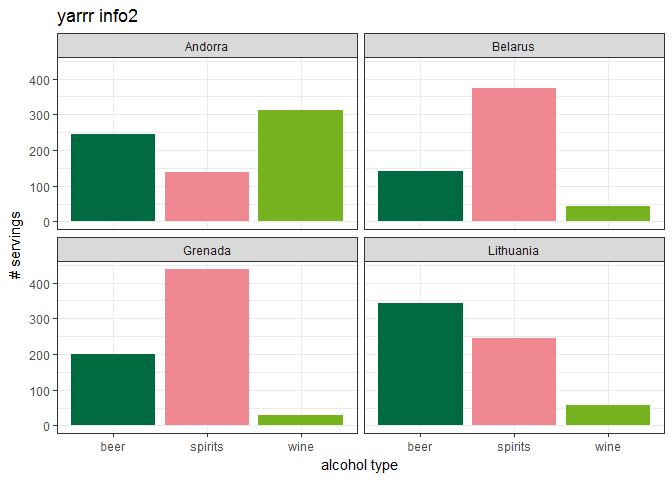 yarrr info2
Andorra
Belarus
400
300
200
100
0
Grenada
Lithuania
400
300
200
100
0
# servings
beer
spirits
wine
beer
spirits
wine
alcohol type